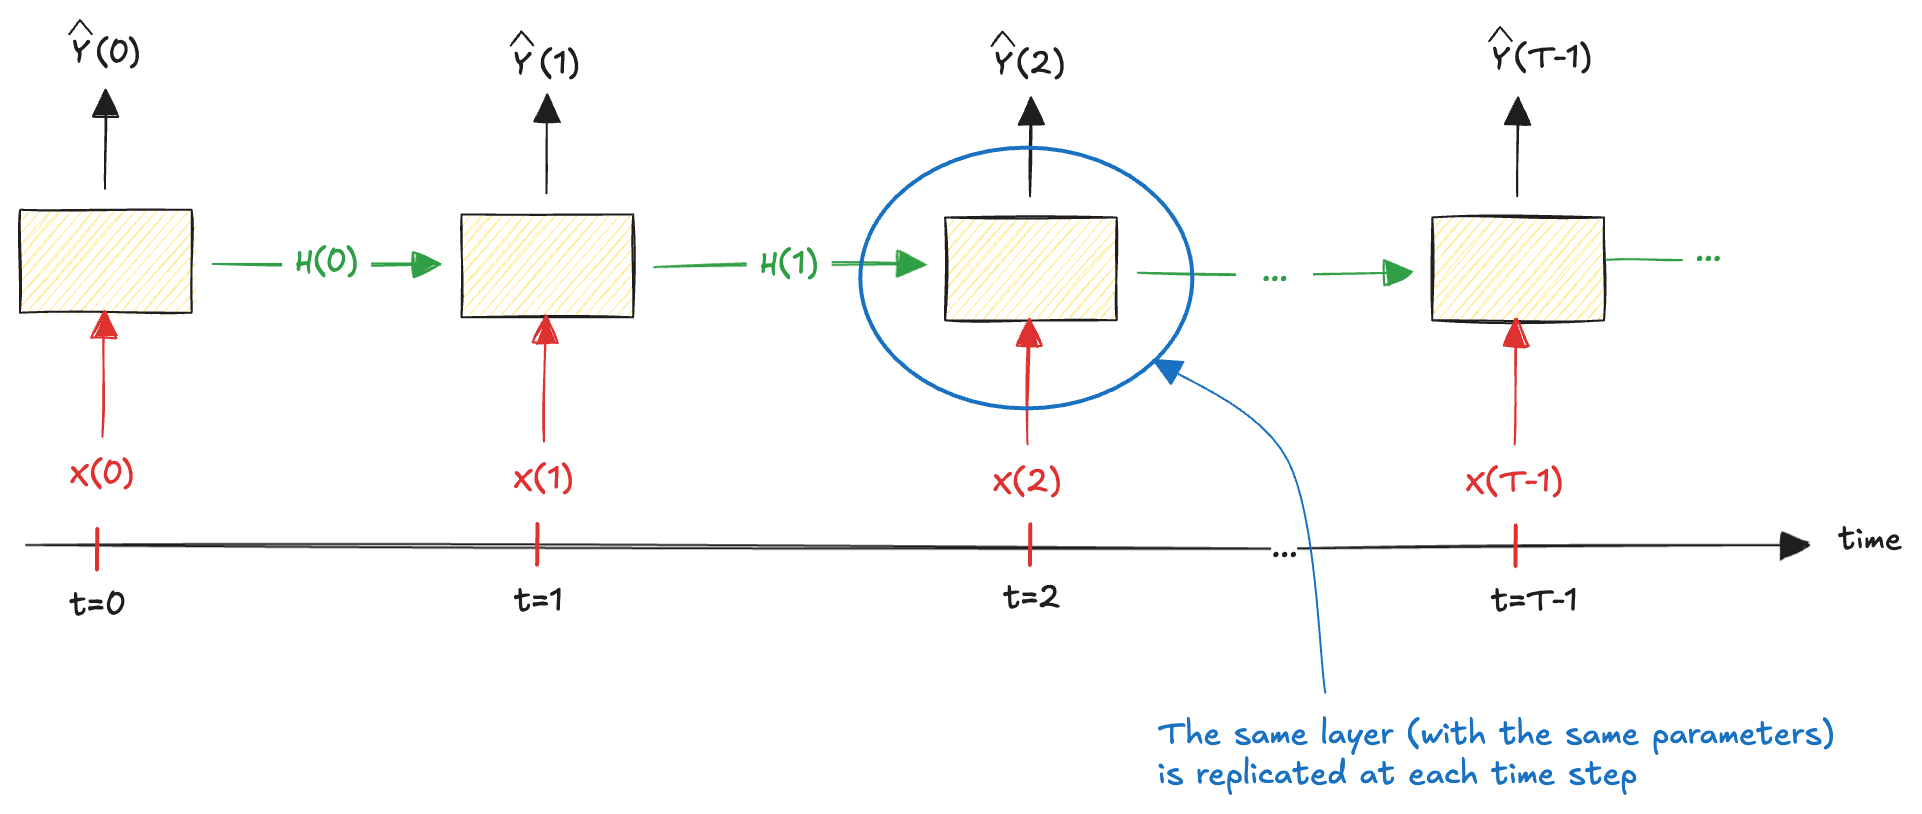 Ŷ(0)
Ŷ(1)
Ŷ(2)
Ŷ(T-1)
H(0)
H(1)
...
...
X(0)
X(1)
X(2)
X(T-1)
...
time
t=0
t=1
t=2
t=T-1
The same layer (with the same parameters)
is replicated at each time step